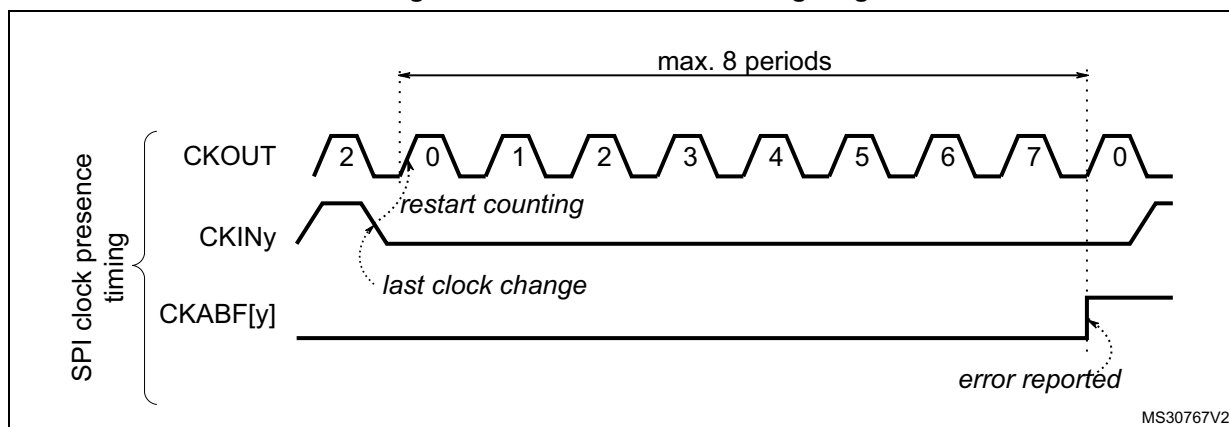 max. 8 periods
CKOUT
2 0 1 2 3 4 5 6 7 0
restart counting
CKINy
last clock change
CKABF[y]
error reported
SPI clock presence
timing
MS30767V2